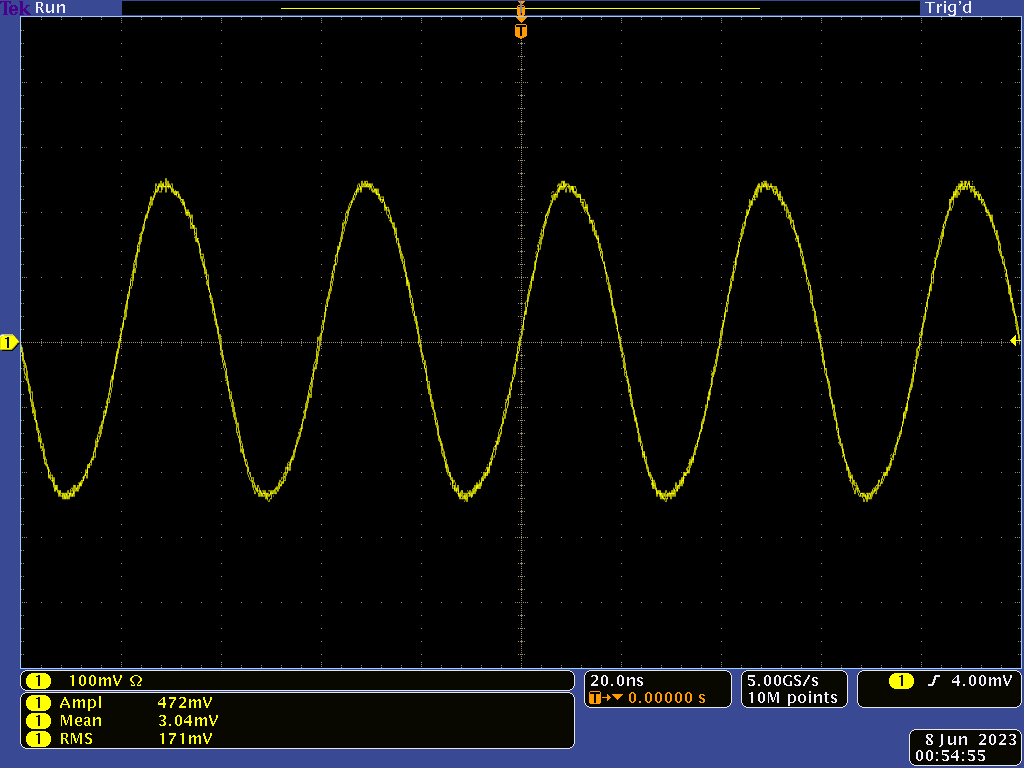 Tek Run Trig'd
T
T
1
1 100mV Ω 20.0ns 5.00GS/s 1 4.00mV
T 0.00000 s 10M points
1 Ampl 472mV
1 Mean 3.04mV
1 RMS 171mV
8 Jun 2023
00:54:55